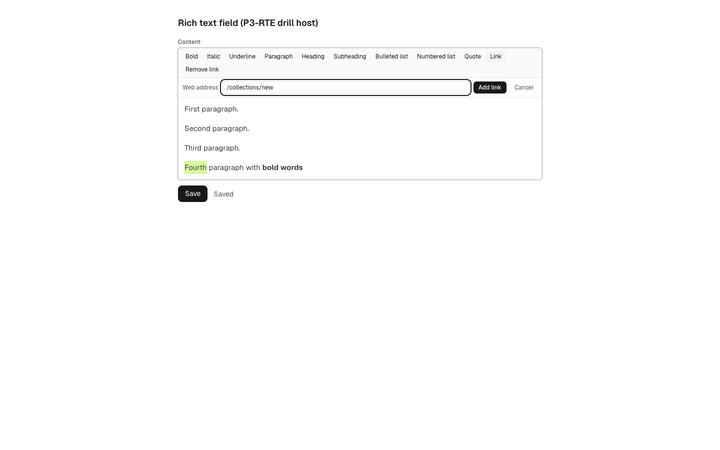 Rich text field (P3-RTE drill host)
Content
Bold Italic Underline Paragraph Heading Subheading Bulleted list Numbered list Quote Link
Remove link
Web address /collections/new Add link Cancel
First paragraph.
Second paragraph.
Third paragraph.
Fourth paragraph with bold words
Save Saved